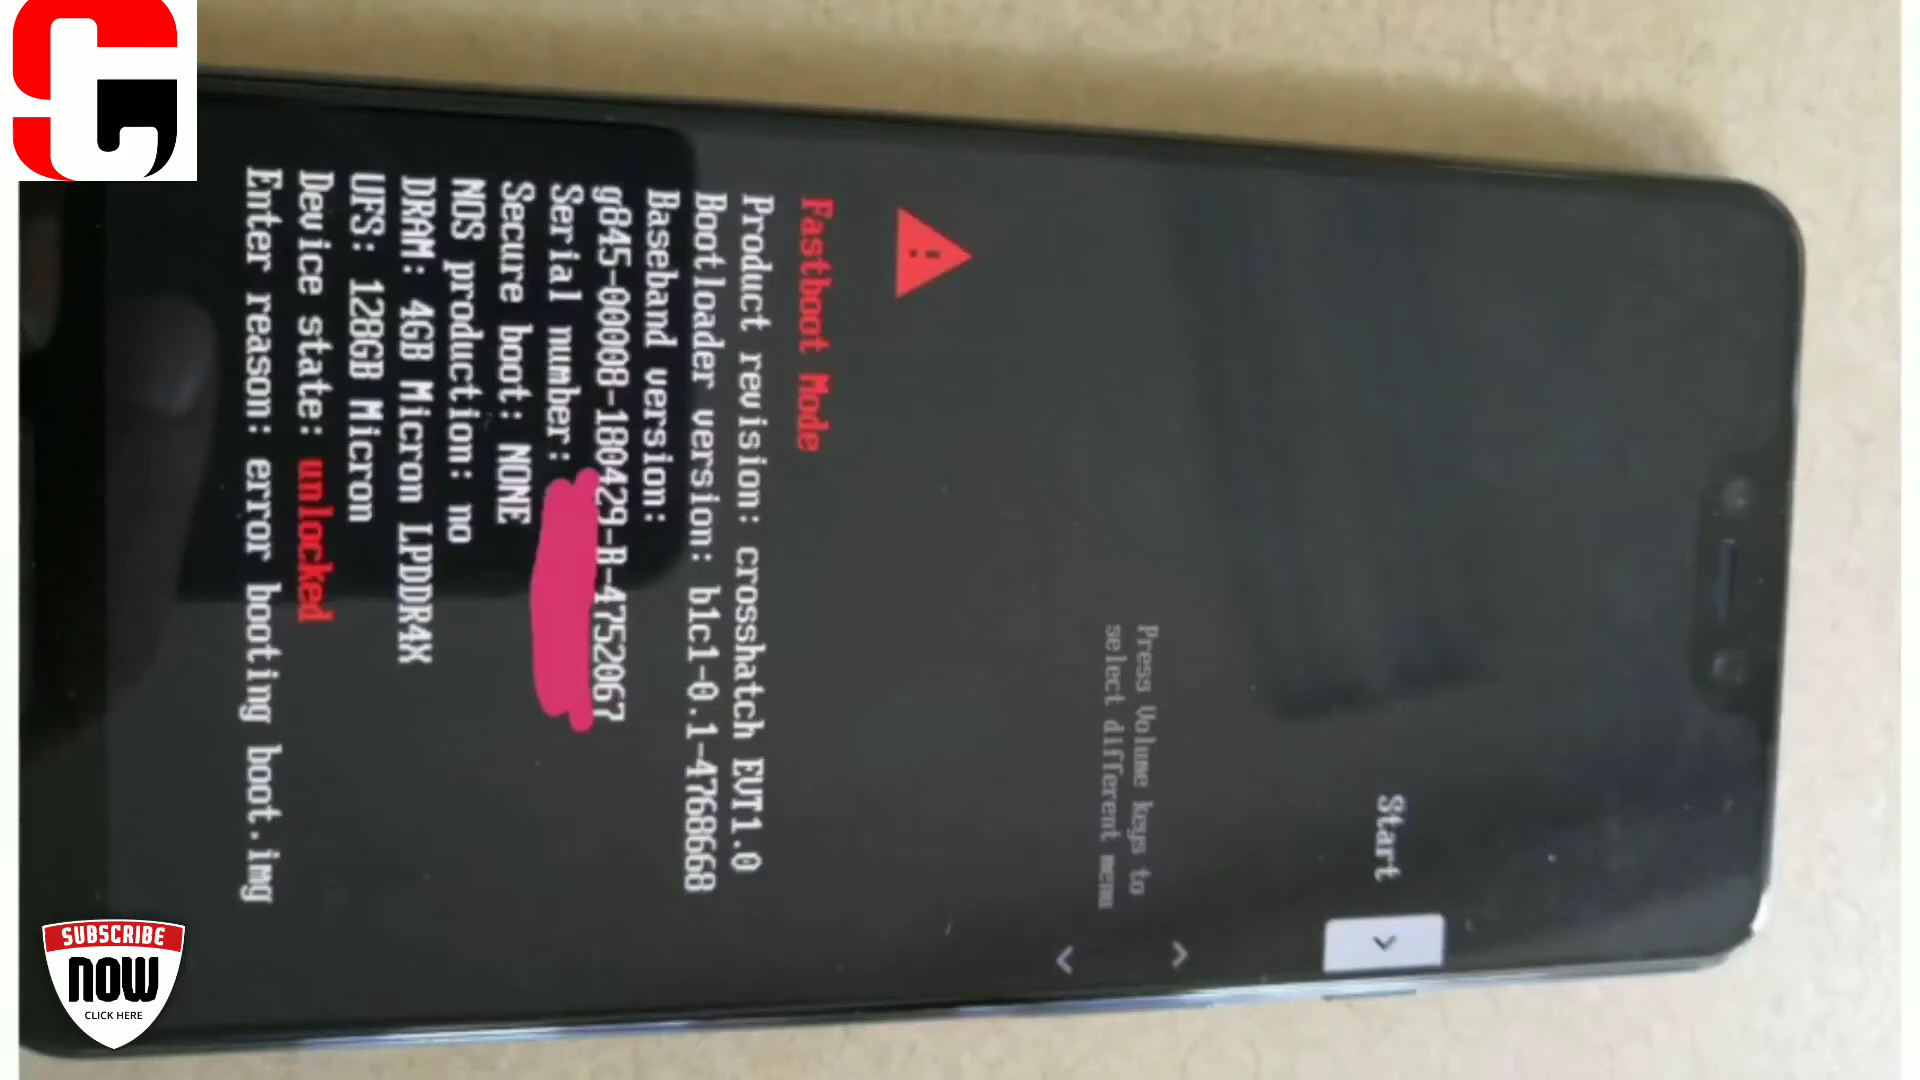 Start
Press Volume keys to
select different menu
Fastboot Mode
Product revision: crosshatch EVT1.0
Bootloader version: b1c1-0.1-4768668
Baseband version:
g845-00008-180429-B-4752067
Serial number:
Secure boot: NONE
NOS production: no
DRAM: 4GB Micron LPDDR4X
UFS: 128GB Micron
Device state: unlocked
Enter reason: error booting boot.img
SUBSCRIBE
NOW
CLICK HERE